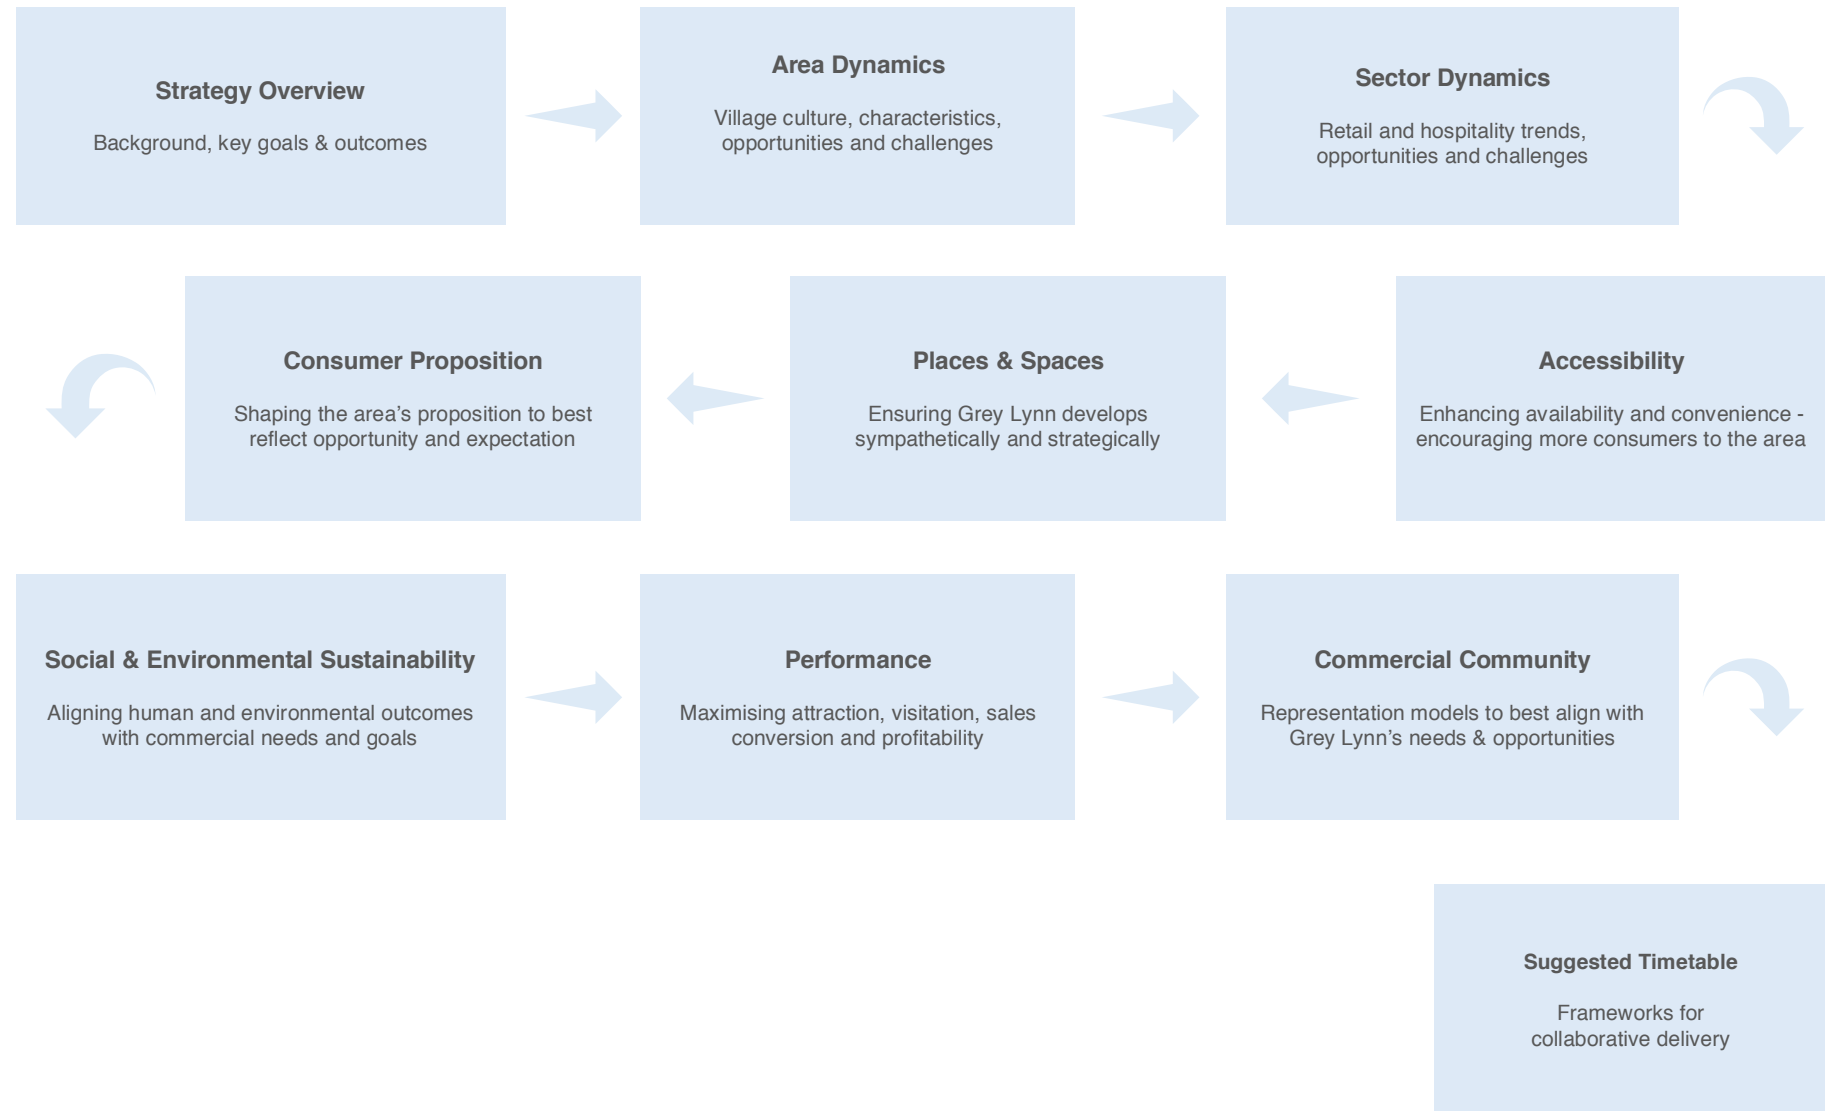 Strategy Overview
Background, key goals & outcomes
Area Dynamics
Village culture, characteristics,
opportunities and challenges
Sector Dynamics
Retail and hospitality trends,
opportunities and challenges
Accessibility
Enhancing availability and convenience -
encouraging more consumers to the area
Places & Spaces
Ensuring Grey Lynn develops
sympathetically and strategically
Consumer Proposition
Shaping the area’s proposition to best
reflect opportunity and expectation
Social & Environmental Sustainability
Aligning human and environmental outcomes
with commercial needs and goals
Performance
Maximising attraction, visitation, sales
conversion and profitability
Commercial Community
Representation models to best align with
Grey Lynn’s needs & opportunities
Suggested Timetable
Frameworks for
collaborative delivery